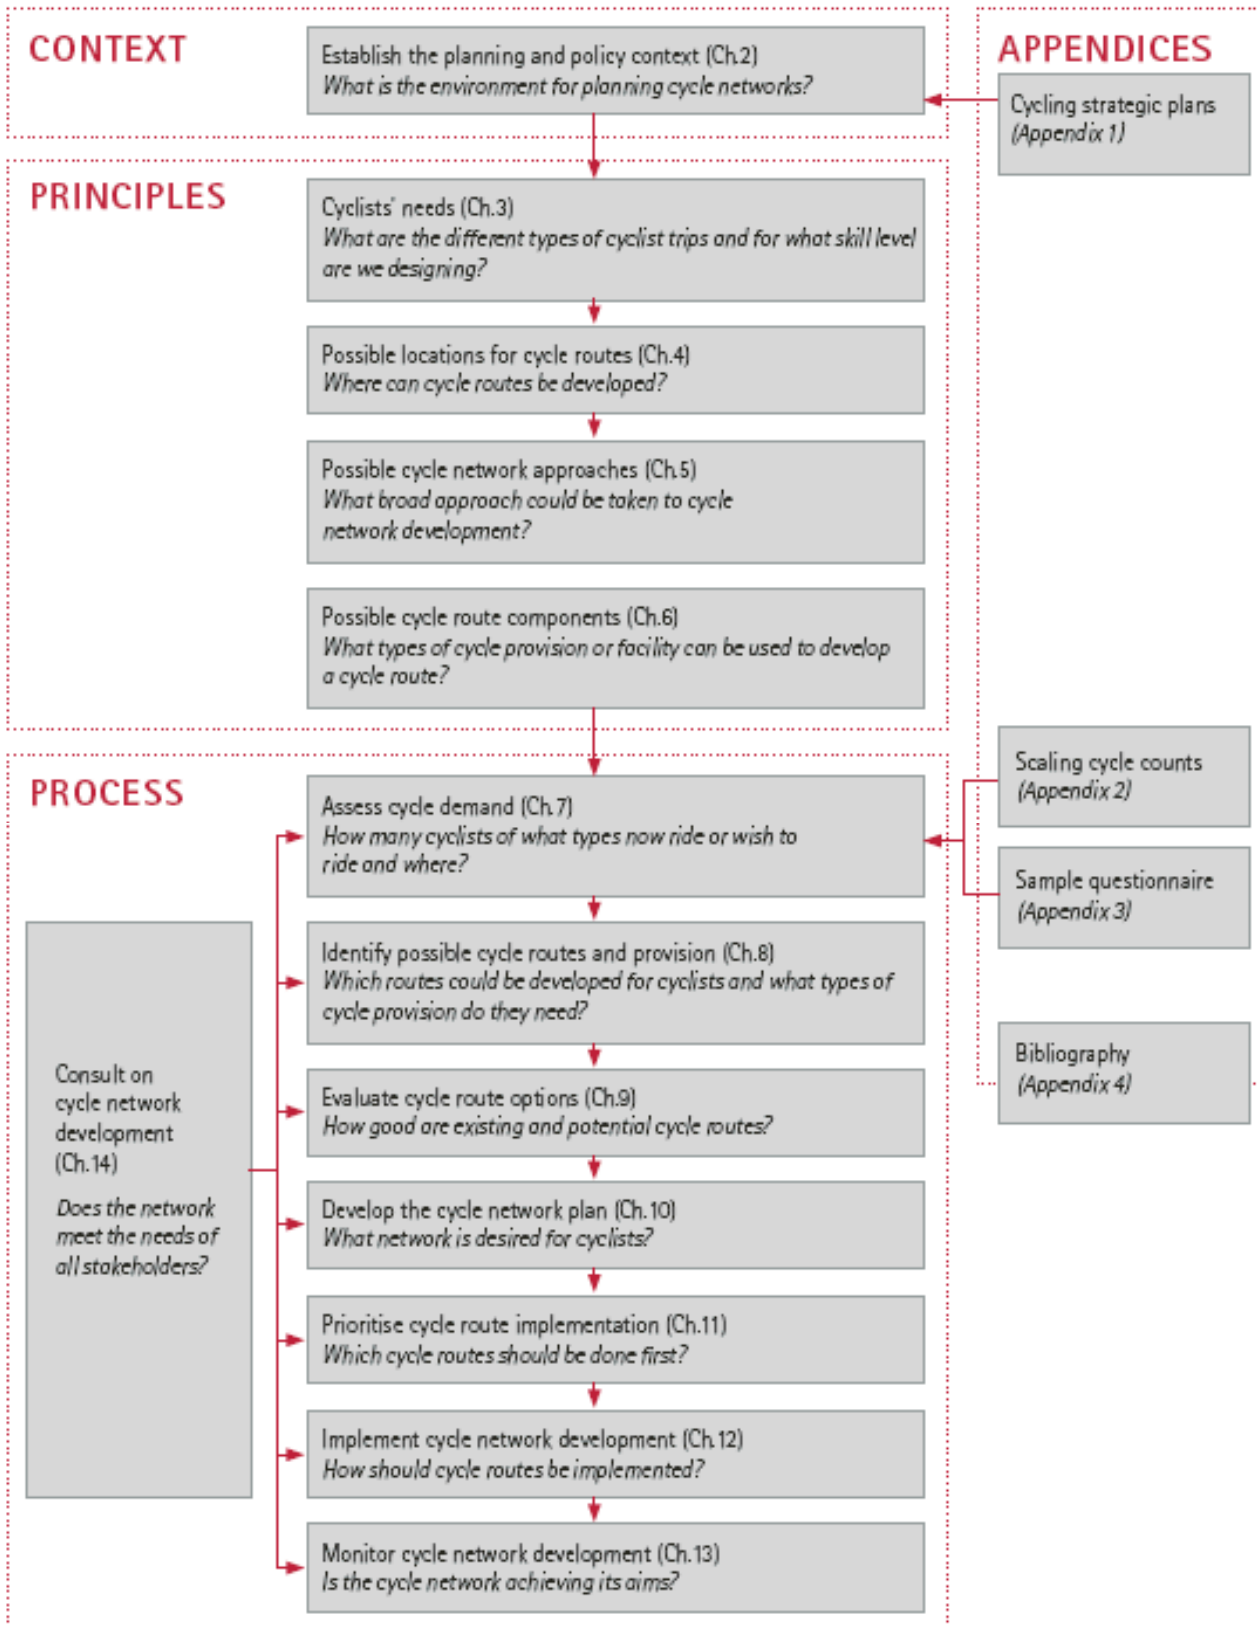 CONTEXT
Establish the planning and policy context (Ch.2)
What is the environment for planning cycle networks?
APPENDICES
Cycling strategic plans
(Appendix 1)
PRINCIPLES
Cyclists' needs (Ch.3)
What are the different types of cyclist trips and for what skill level
are we designing?
Possible locations for cycle routes (Ch.4)
Where can cycle routes be developed?
Possible cycle network approaches (Ch.5)
What broad approach could be taken to cycle
network development?
Possible cycle route components (Ch.6)
What types of cycle provision or facility can be used to develop
a cycle route?
PROCESS
Assess cycle demand (Ch.7)
How many cyclists of what types now ride or wish to
ride and where?
Scaling cycle counts
(Appendix 2)
Sample questionnaire
(Appendix 3)
Identify possible cycle routes and provision (Ch.8)
Which routes could be developed for cyclists and what types of
cycle provision do they need?
Bibliography
(Appendix 4)
Consult on
cycle network
development
(Ch.14)
Does the network
meet the needs of
all stakeholders?
Evaluate cycle route options (Ch.9)
How good are existing and potential cycle routes?
Develop the cycle network plan (Ch.10)
What network is desired for cyclists?
Prioritise cycle route implementation (Ch.11)
Which cycle routes should be done first?
Implement cycle network development (Ch.12)
How should cycle routes be implemented?
Monitor cycle network development (Ch.13)
Is the cycle network achieving its aims?